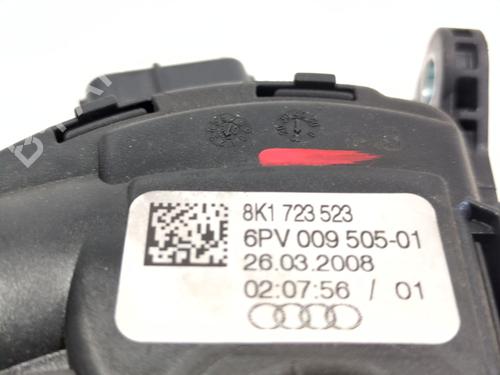 8K1 723 523
6PV 009 505-01
26.03.2008
02:07:56 / 01